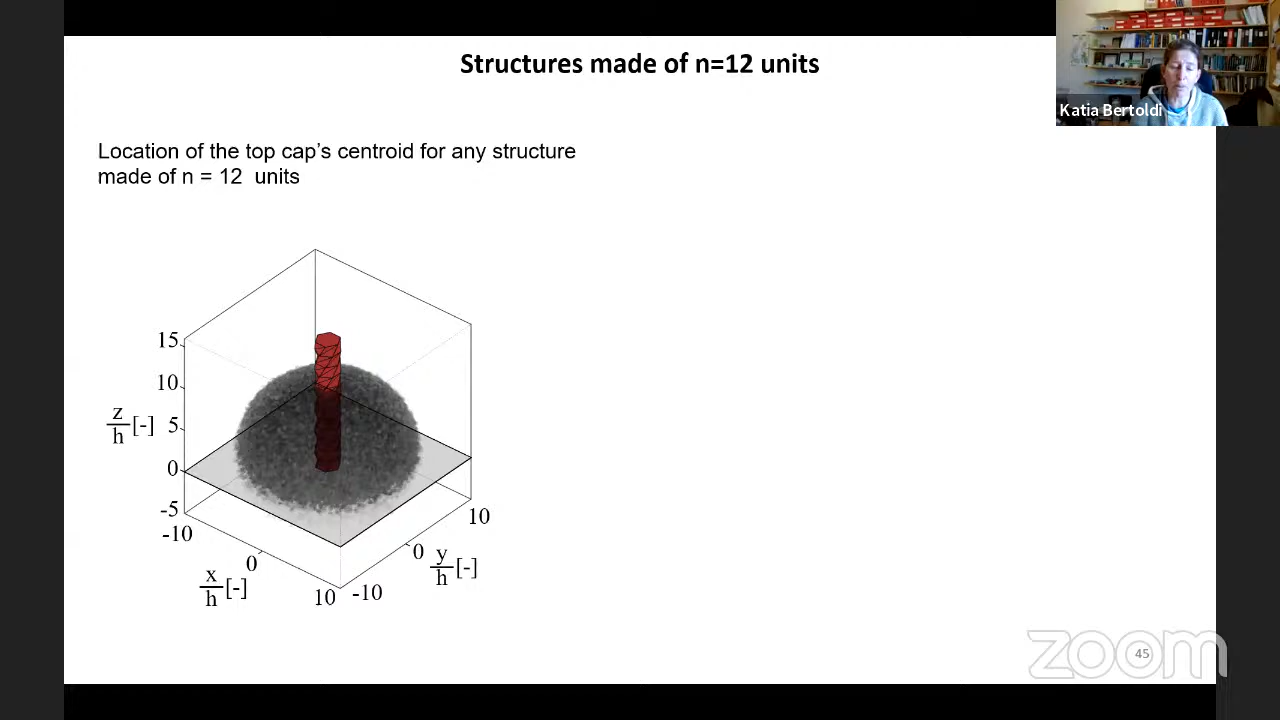 Structures made of n=12 units
Katia Bertoldi
Location of the top cap’s centroid for any structure
made of n = 12 units
15
10
z/h [-]
5
0
-5
-10
0
x/h [-]
10
-10
0
y/h [-]
10
zoom
45